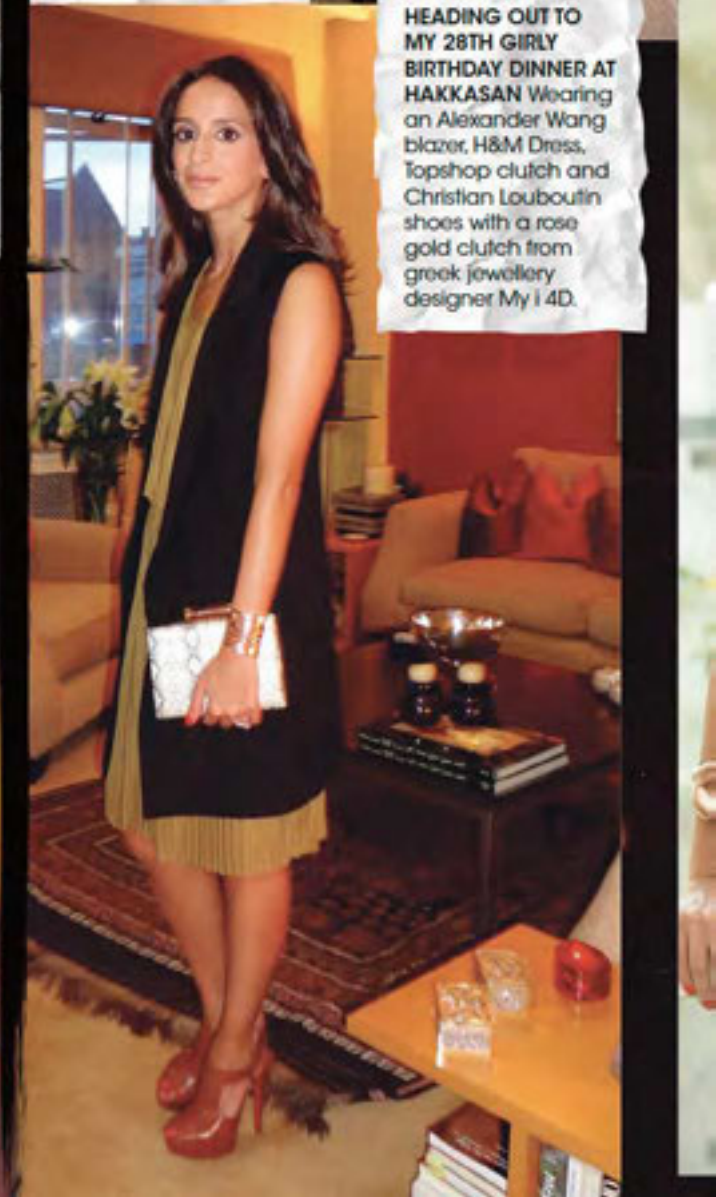 HEADING OUT TO
MY 28TH GIRLY
BIRTHDAY DINNER AT
HAKKASAN Wearing
an Alexander Wang
blazer, H&M Dress,
Topshop clutch and
Christian Louboutin
shoes with a rose
gold clutch from
greek jewellery
designer My i 4D.